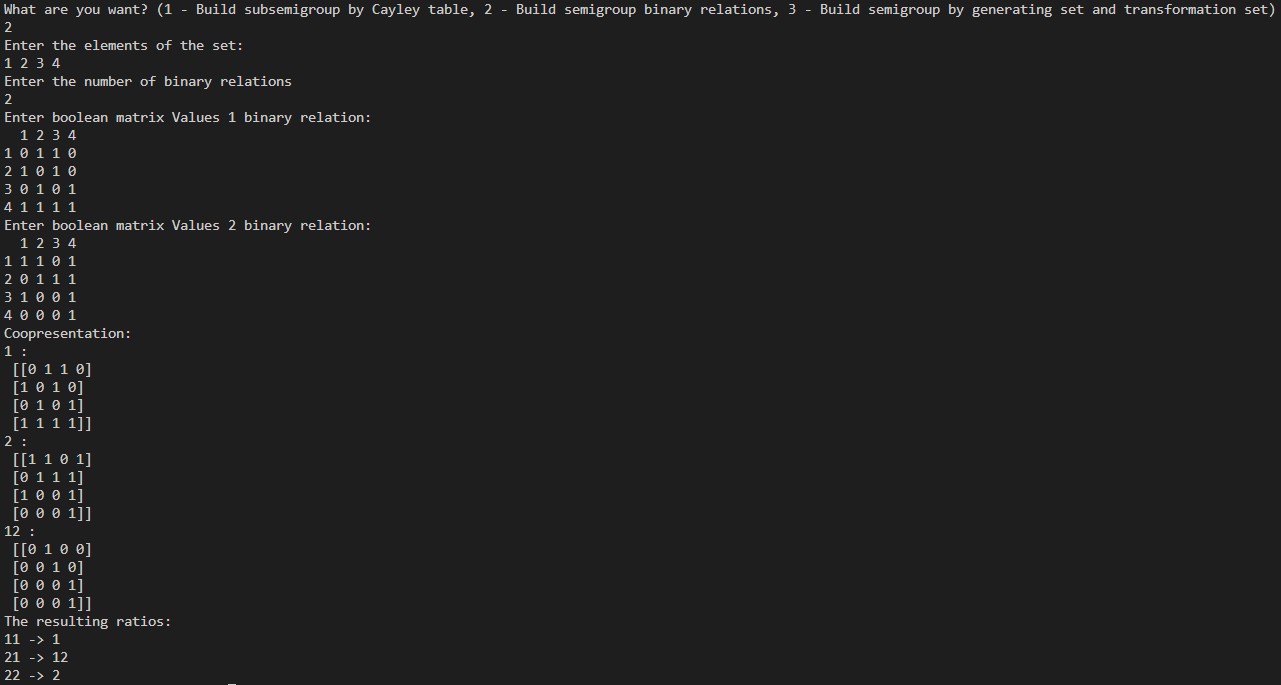 What are you want? (1 - Build subsemigroup by Cayley table, 2 - Build semigroup binary relations, 3 - Build semigroup by generating set and transformation set)
2
Enter the elements of the set:
1 2 3 4
Enter the number of binary relations
2
Enter boolean matrix Values 1 binary relation:
  1 2 3 4
1 0 1 1 0
2 1 0 1 0
3 0 1 0 1
4 1 1 1 1
Enter boolean matrix Values 2 binary relation:
  1 2 3 4
1 1 1 0 1
2 0 1 1 1
3 1 0 0 1
4 0 0 0 1
Coopresentation:
1 :
 [[0 1 1 0]
 [1 0 1 0]
 [0 1 0 1]
 [1 1 1 1]]
2 :
 [[1 1 0 1]
 [0 1 1 1]
 [1 0 0 1]
 [0 0 0 1]]
12 :
 [[0 1 0 0]
 [0 0 1 0]
 [0 0 0 1]
 [0 0 0 1]]
The resulting ratios:
11 -> 1
21 -> 12
22 -> 2